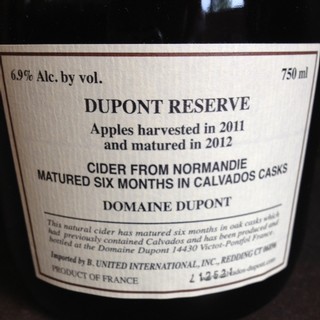 6.9% Alc. by vol. 750 ml
DUPONT RESERVE
Apples harvested in 2011
and matured in 2012
CIDER FROM NORMANDIE
MATURED SIX MONTHS IN CALVADOS CASKS
DOMAINE DUPONT
This natural cider has matured six months in oak casks which
had previously contained Calvados and has been produced and
bottled at the Domaine Dupont 14430 Victot-Pontfol France.
Imported by B. UNITED INTERNATIONAL, INC., REDDING CT 06896
PRODUCT OF FRANCE